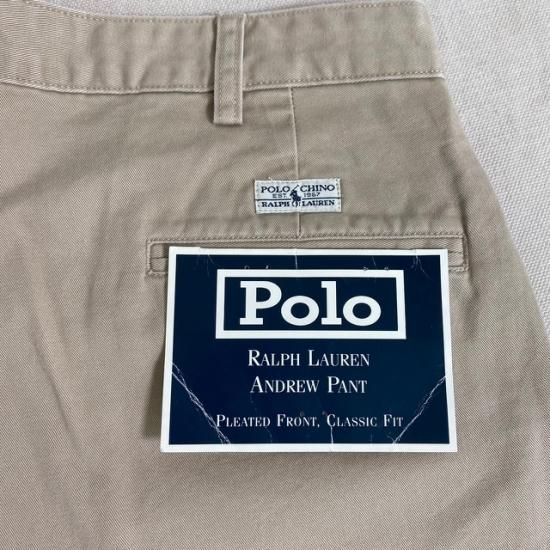 POLO CHINO
EST. 1967
RALPH LAUREN
Polo
RALPH LAUREN
ANDREW PANT
PLEATED FRONT, CLASSIC FIT